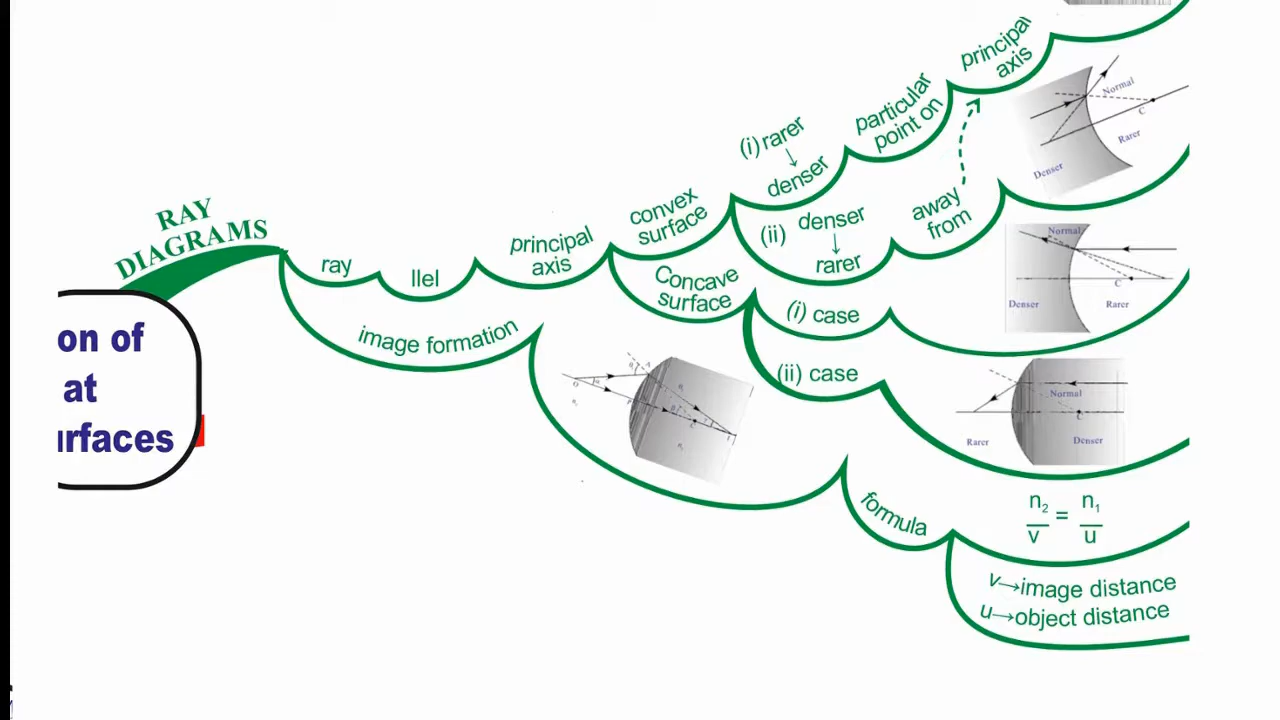 RAY
DIAGRAMS
on of
at
urfaces
ray
llel
principal
axis
convex
surface
(i) rarer
↓
denser
particular
point on
principal
axis
(ii) denser
↓
rarer
away
from
Concave
surface
(i) case
(ii) case
image formation
formula
n2/v = n1/u
v→image distance
u→object distance
Normal
C
Rarer
Denser
Normal
C
Denser
Rarer
Normal
C
Rarer
Denser